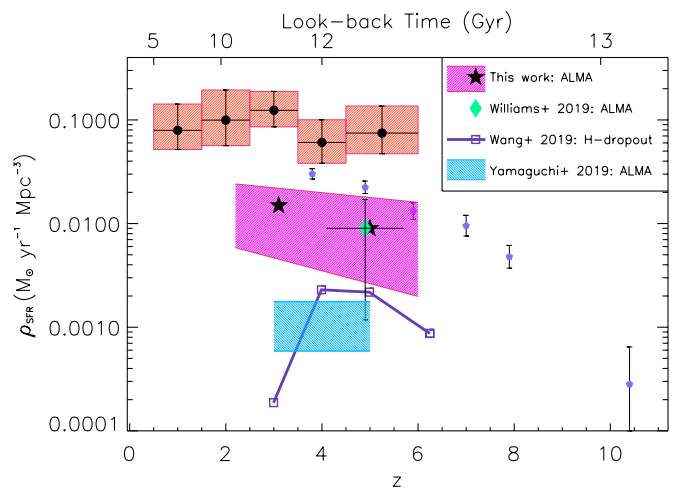 Look-back Time (Gyr)
5 10 11 12 13
This work: ALMA
Williams+ 2019: ALMA
Wang+ 2019: H-dropout
Yamaguchi+ 2019: ALMA
ρSFR (M⊙ yr⁻¹ Mpc⁻³)
0.1000
0.0100
0.0010
0.0001
0 2 4 6 8 10
z